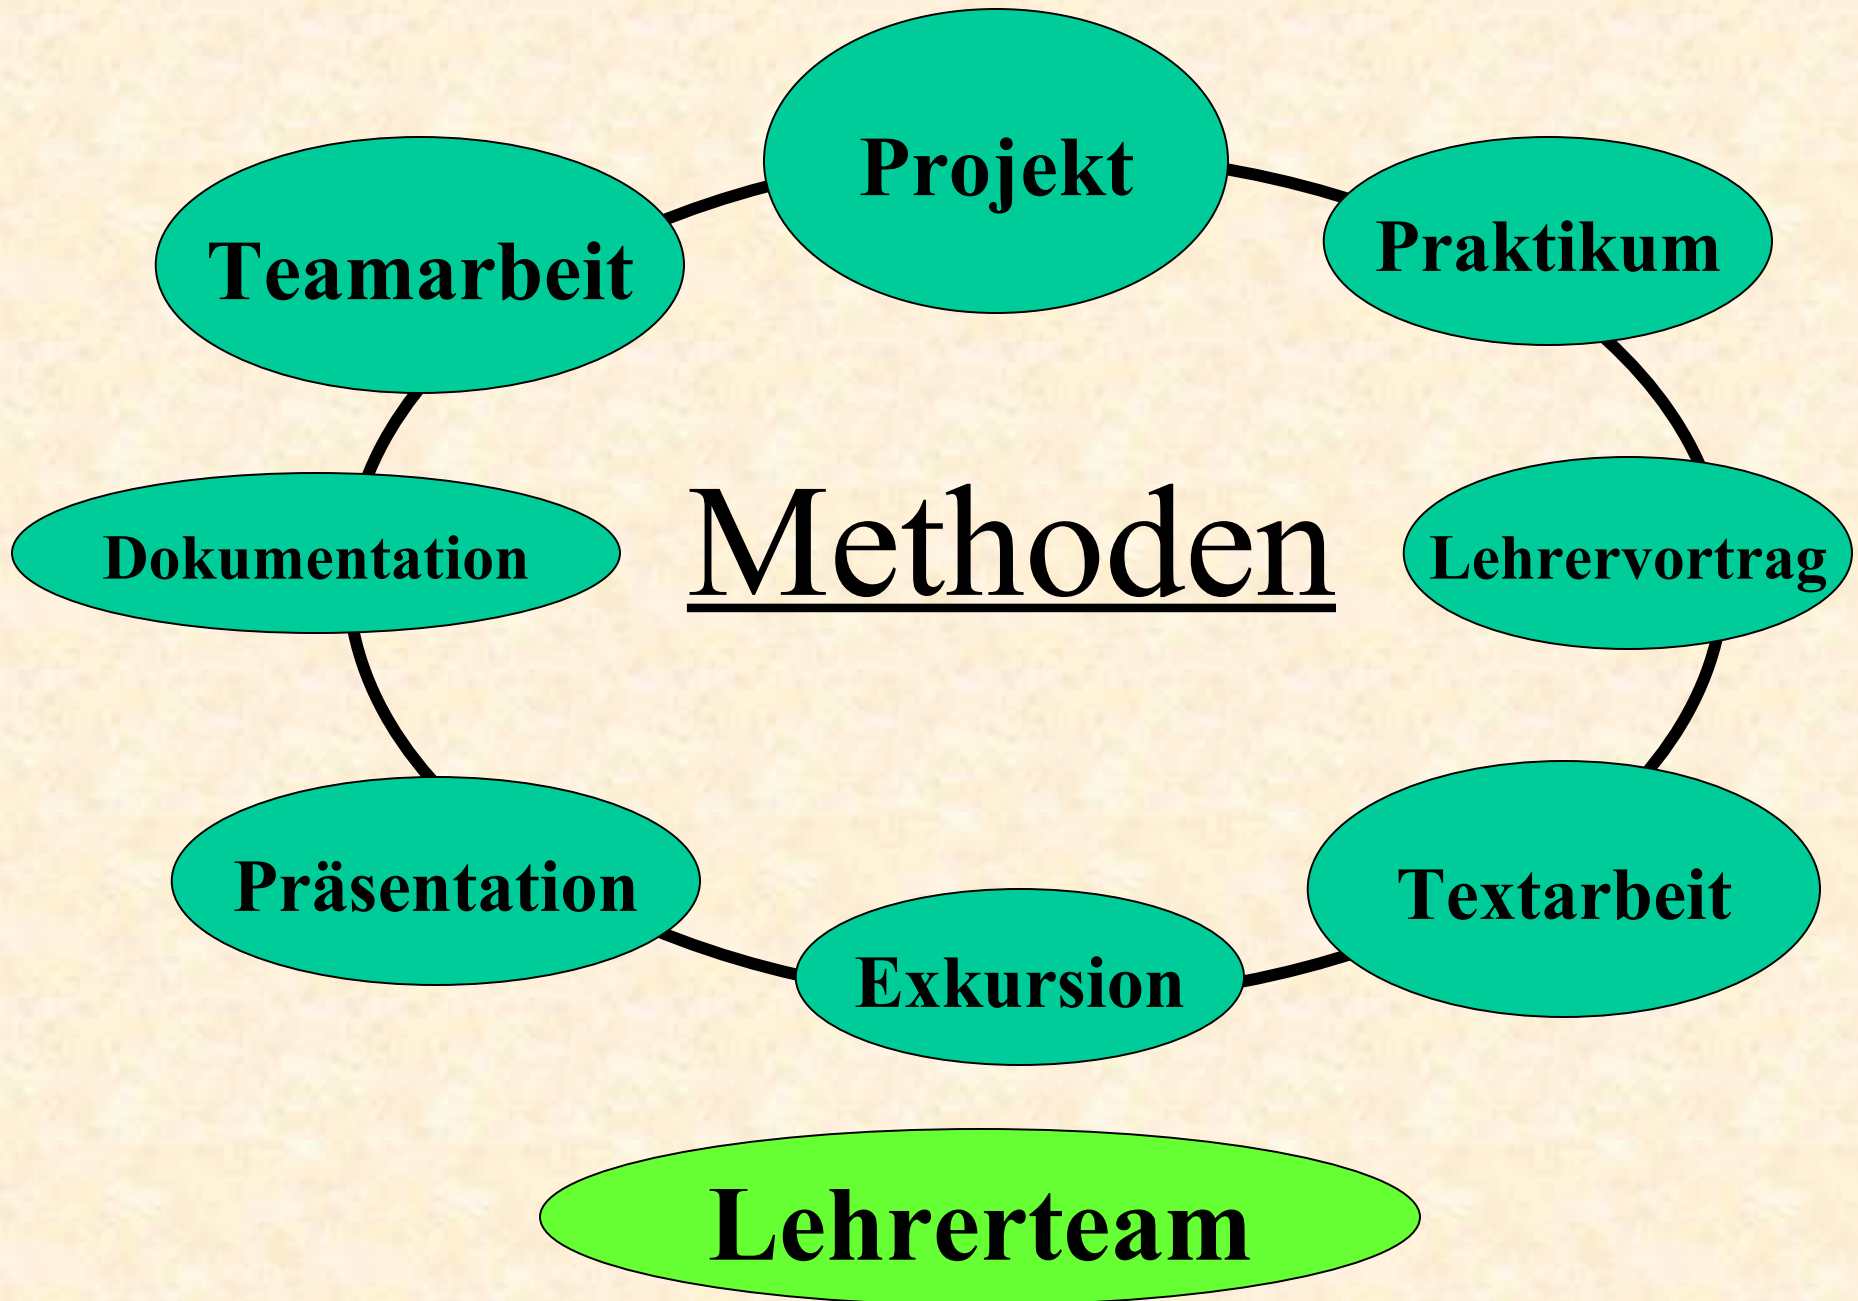 Projekt
Teamarbeit
Praktikum
Dokumentation
Methoden
Lehrervortrag
Präsentation
Textarbeit
Exkursion
Lehrerteam